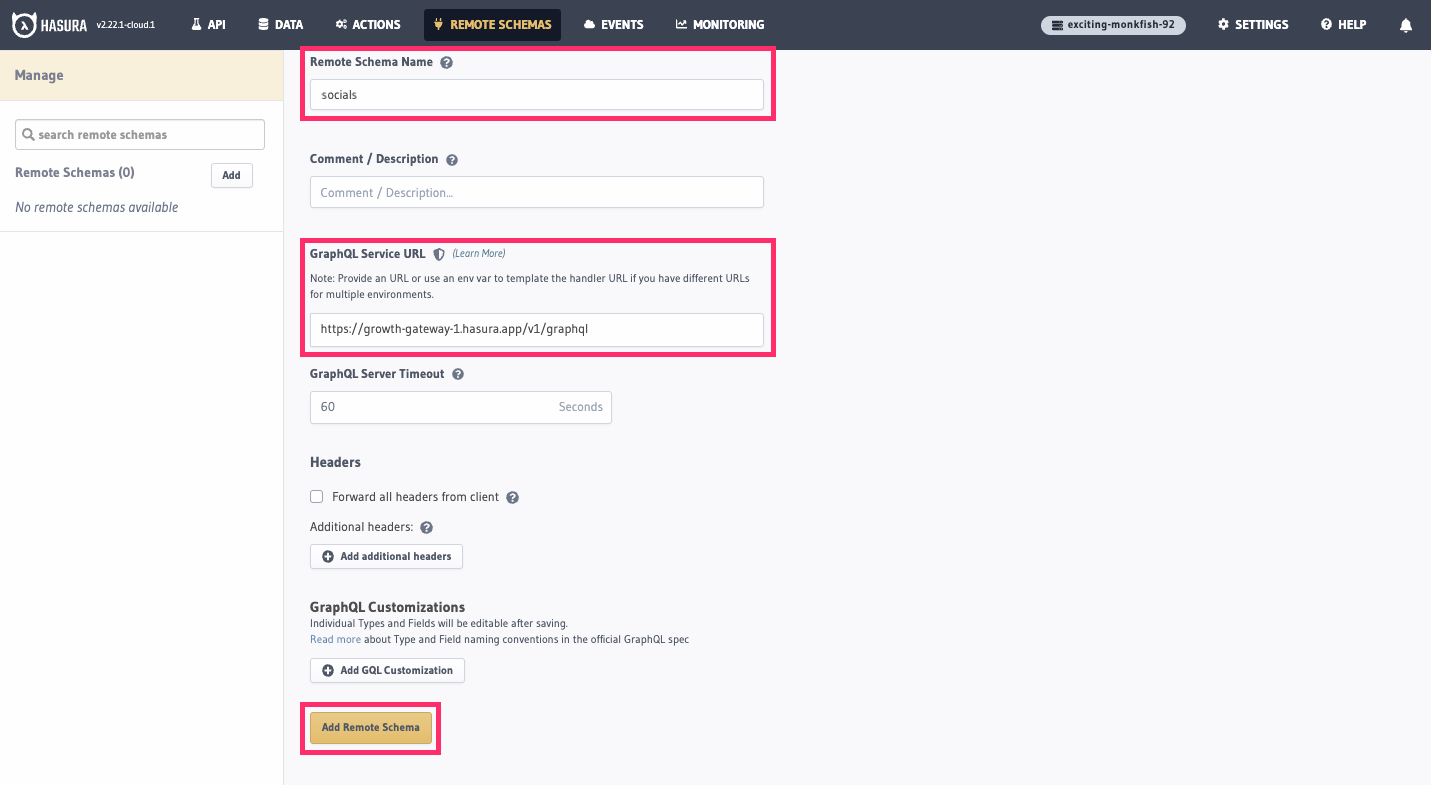 HASURA v2.22.1-cloud.1 API DATA ACTIONS REMOTE SCHEMAS EVENTS MONITORING exciting-monkfish-92 SETTINGS HELP
Manage
search remote schemas
Remote Schemas (0) Add
No remote schemas available
Remote Schema Name
socials
Comment / Description
Comment / Description...
GraphQL Service URL (Learn More)
Note: Provide an URL or use an env var to template the handler URL if you have different URLs
for multiple environments.
https://growth-gateway-1.hasura.app/v1/graphql
GraphQL Server Timeout
60 Seconds
Headers
Forward all headers from client
Additional headers:
Add additional headers
GraphQL Customizations
Individual Types and Fields will be editable after saving.
Read more about Type and Field naming conventions in the official GraphQL spec
Add GQL Customization
Add Remote Schema